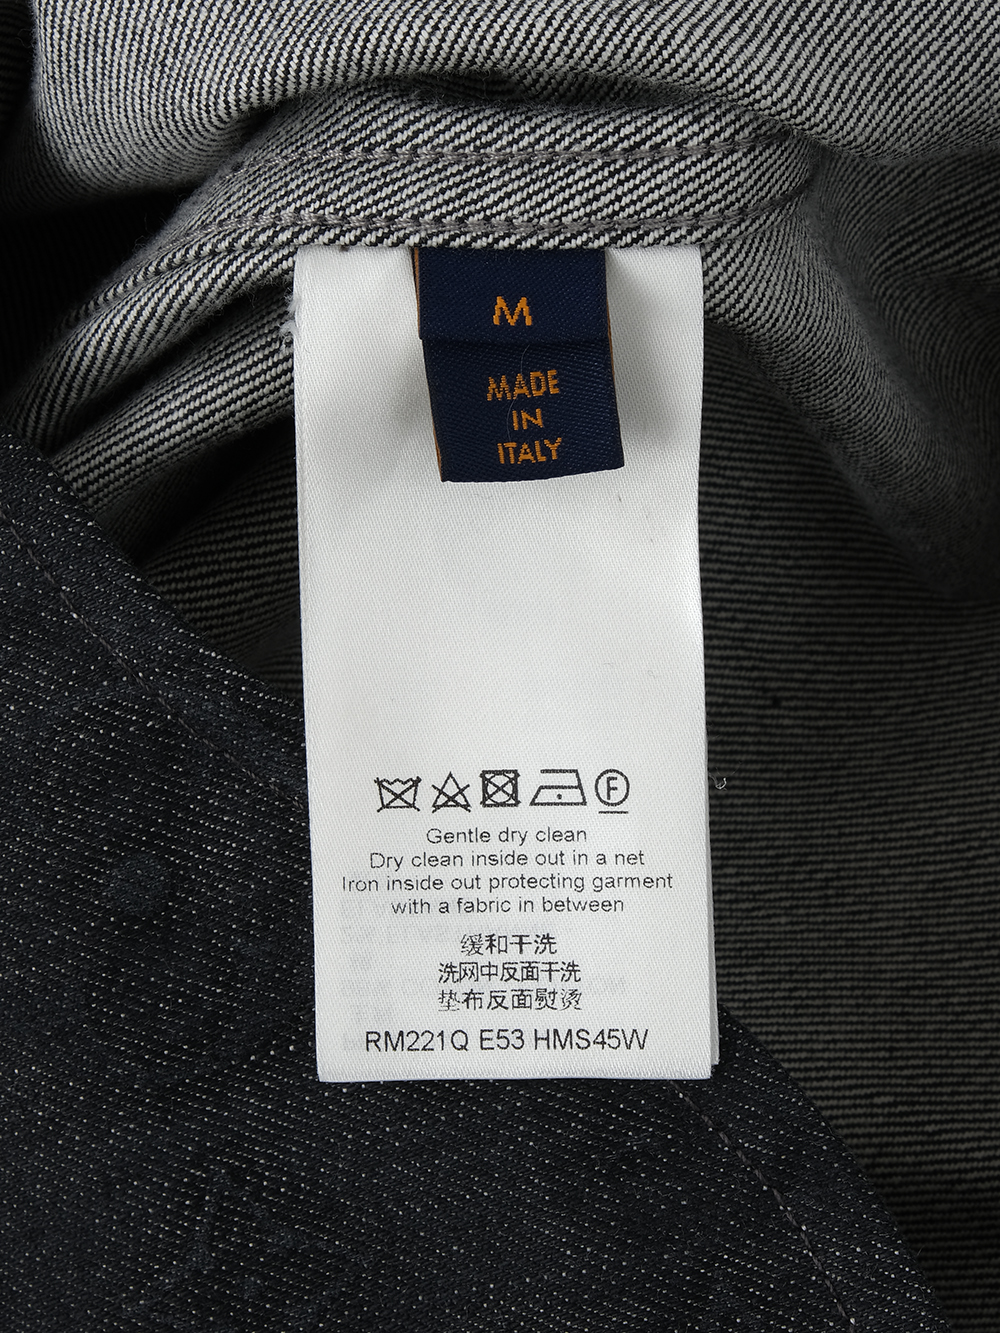 M
MADE
IN
ITALY
F
Gentle dry clean
Dry clean inside out in a net
Iron inside out protecting garment
with a fabric in between
缓和干洗
洗网中反面干洗
垫布反面熨烫
RM221Q E53 HMS45W